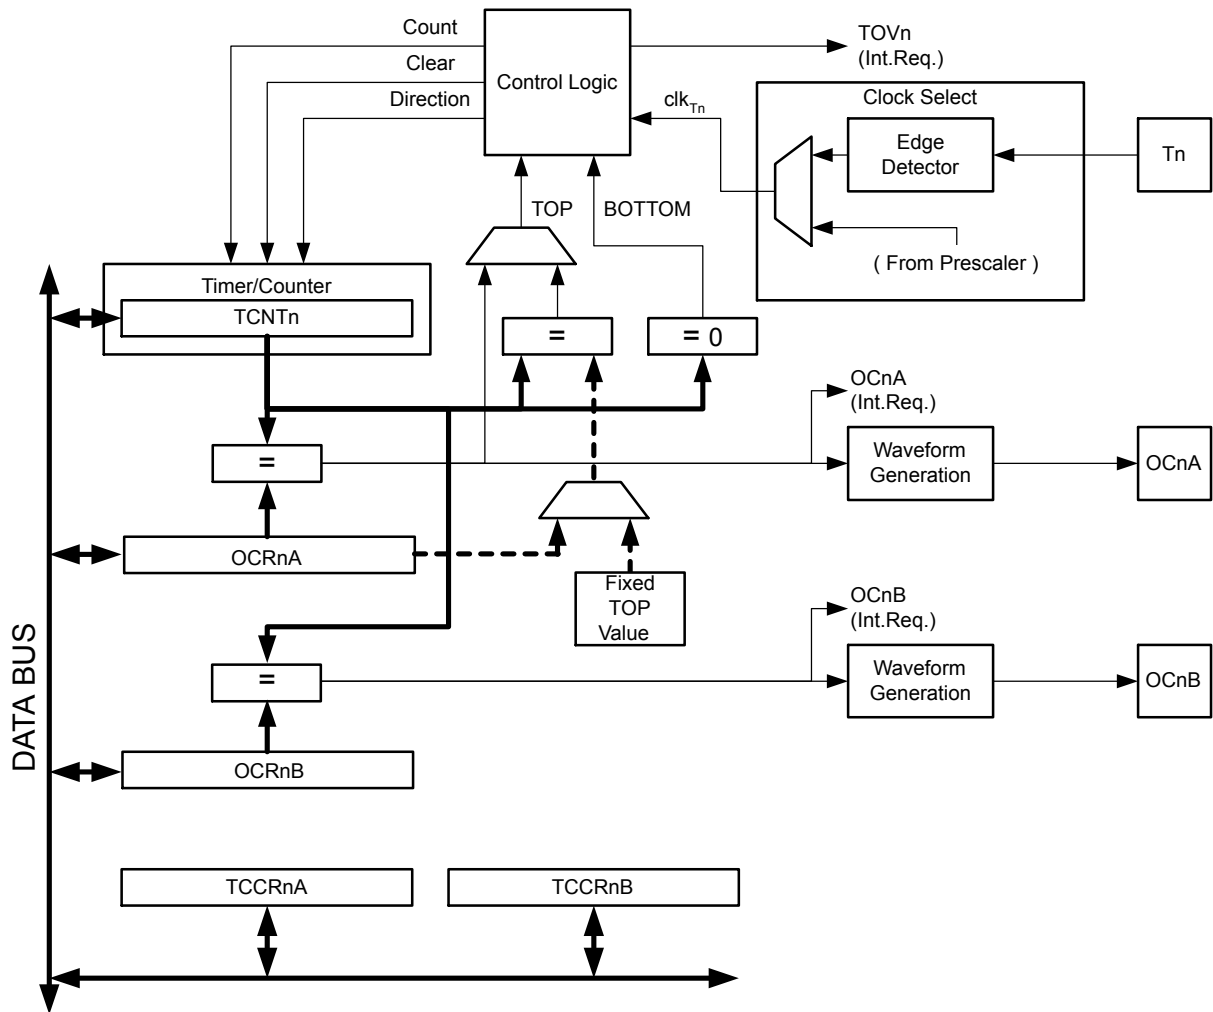 Count
Clear
Direction
Control Logic
TOVn
(Int.Req.)
clkTn
Clock Select
Edge
Detector
Tn
( From Prescaler )
TOP
BOTTOM
Timer/Counter
TCNTn
=
= 0
OCnA
(Int.Req.)
=
Waveform
Generation
OCnA
OCRnA
Fixed
TOP
Value
OCnB
(Int.Req.)
=
Waveform
Generation
OCnB
OCRnB
DATA BUS
TCCRnA
TCCRnB